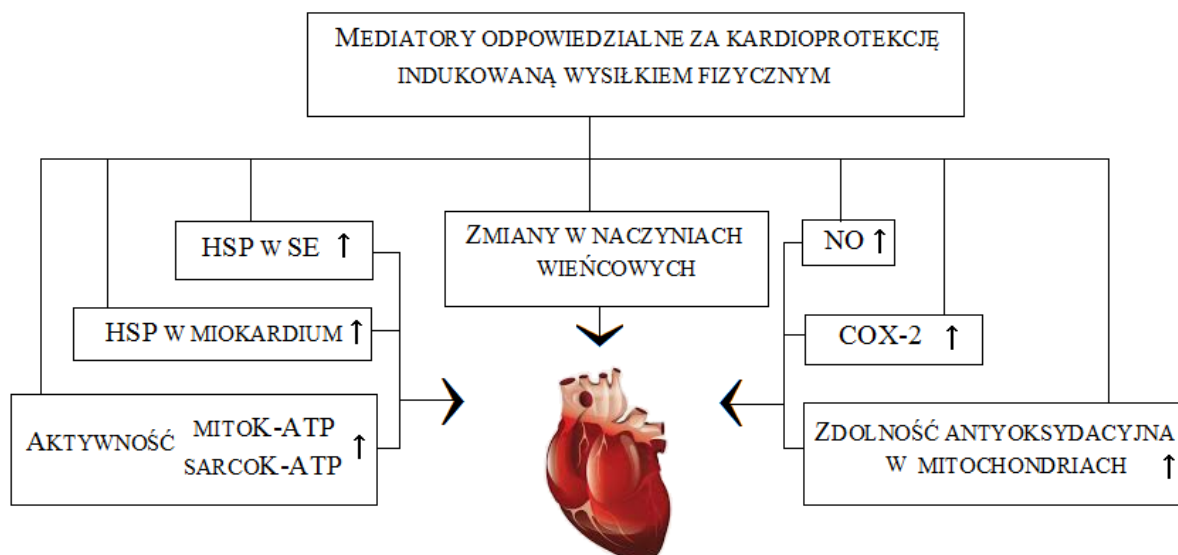 MEDIATORY ODPOWIEDZIALNE ZA KARDIOPROTEKCJĘ
INDUKOWANĄ WYSIŁKIEM FIZYCZNYM
HSP W SE ↑
ZMIANY W NACZYNIACH
WIEŃCOWYCH
NO ↑
HSP W MIOKARDIUM ↑
COX-2 ↑
AKTYWNOŚĆ MITOK-ATP
SARCOK-ATP ↑
ZDOLNOŚĆ ANTYOKSYDACYJNA
W MITOCHONDRIACH ↑